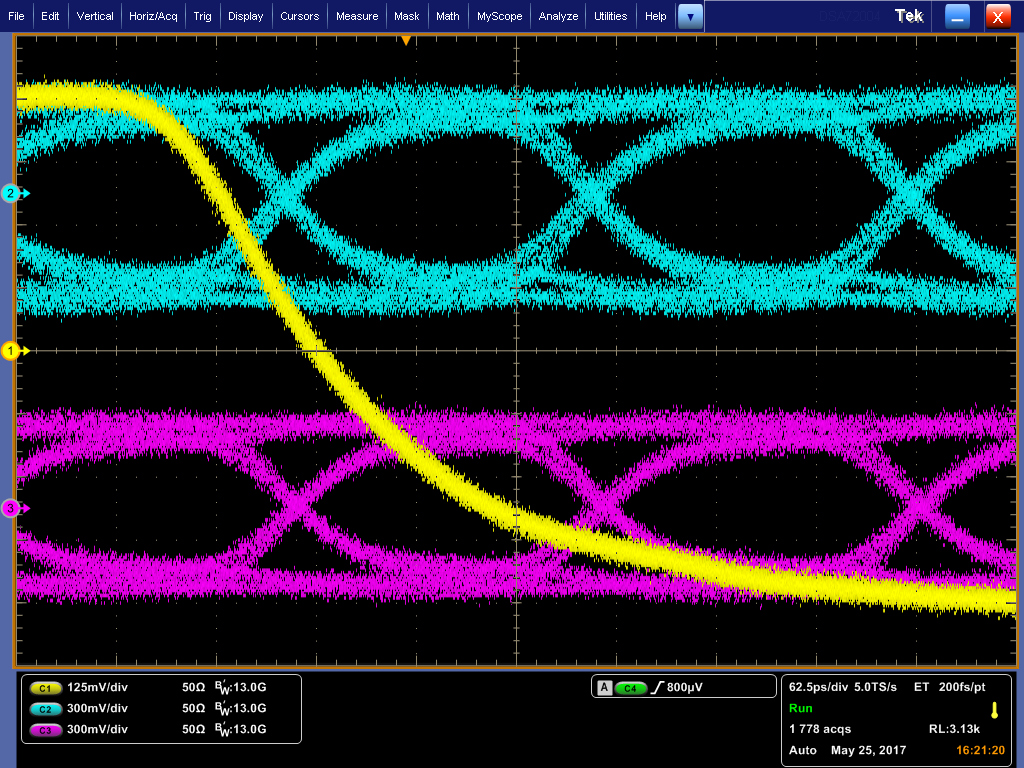 File Edit Vertical Horiz/Acq Trig Display Cursors Measure Mask Math MyScope Analyze Utilities Help Tek X
2
1
3
C1 125mV/div 50Ω BW:13.0G
C2 300mV/div 50Ω BW:13.0G
C3 300mV/div 50Ω BW:13.0G
A C4 800µV
62.5ps/div 5.0TS/s ET 200fs/pt
Run
1 778 acqs RL:3.13k
Auto May 25, 2017 16:21:20